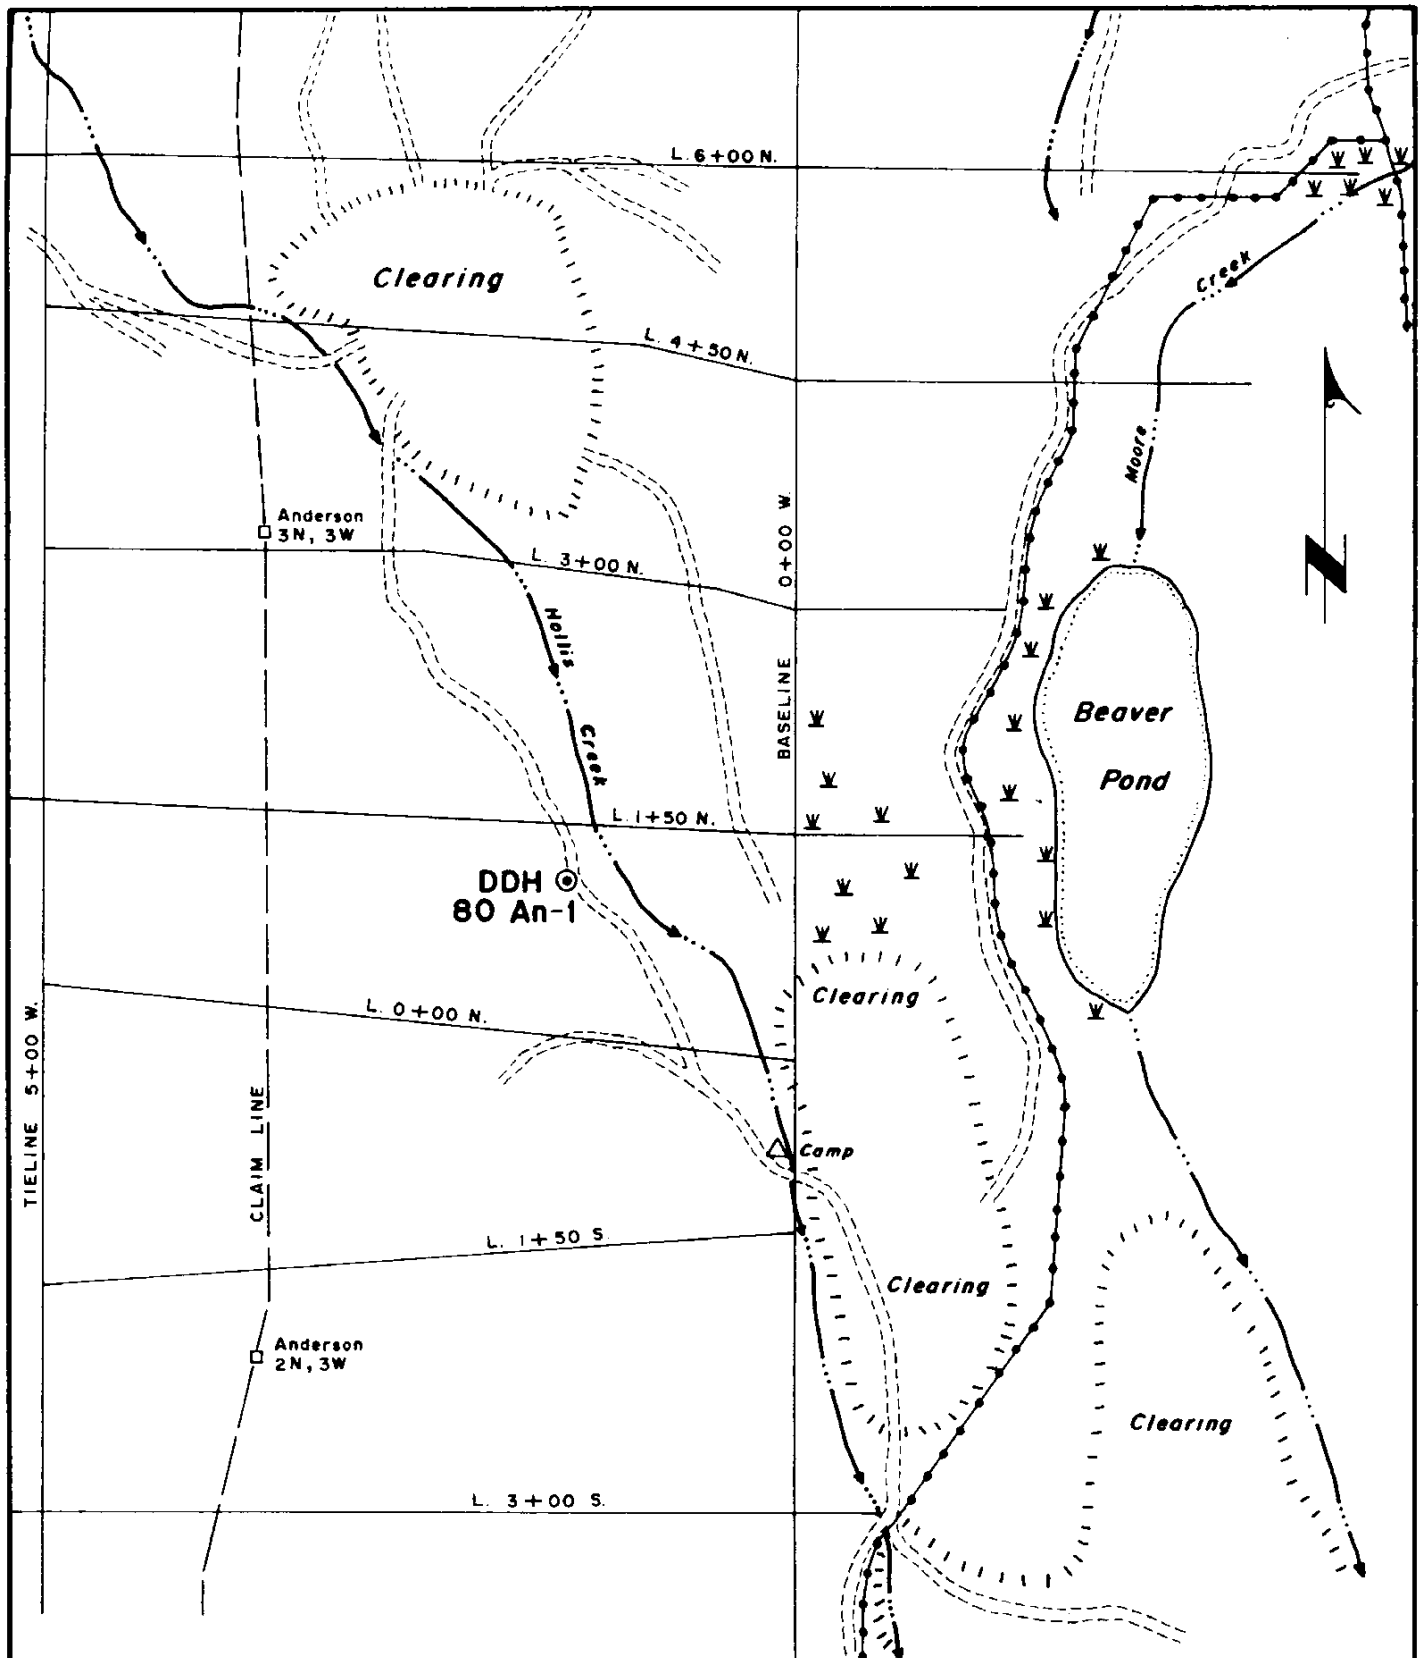 L. 6+00 N.
Clearing
Creek
L. 4+50 N.
Moore
Anderson
3N, 3W
L. 3+00 N.
BASELINE 0+00 W.
Hollis
Creek
Beaver
Pond
L. 1+50 N.
DDH
80 An-1
Clearing
L. 0+00 N.
TIELINE 5+00 W.
CLAIM LINE
Camp
L. 1+50 S.
Clearing
Anderson
2N, 3W
Clearing
L. 3+00 S.
N